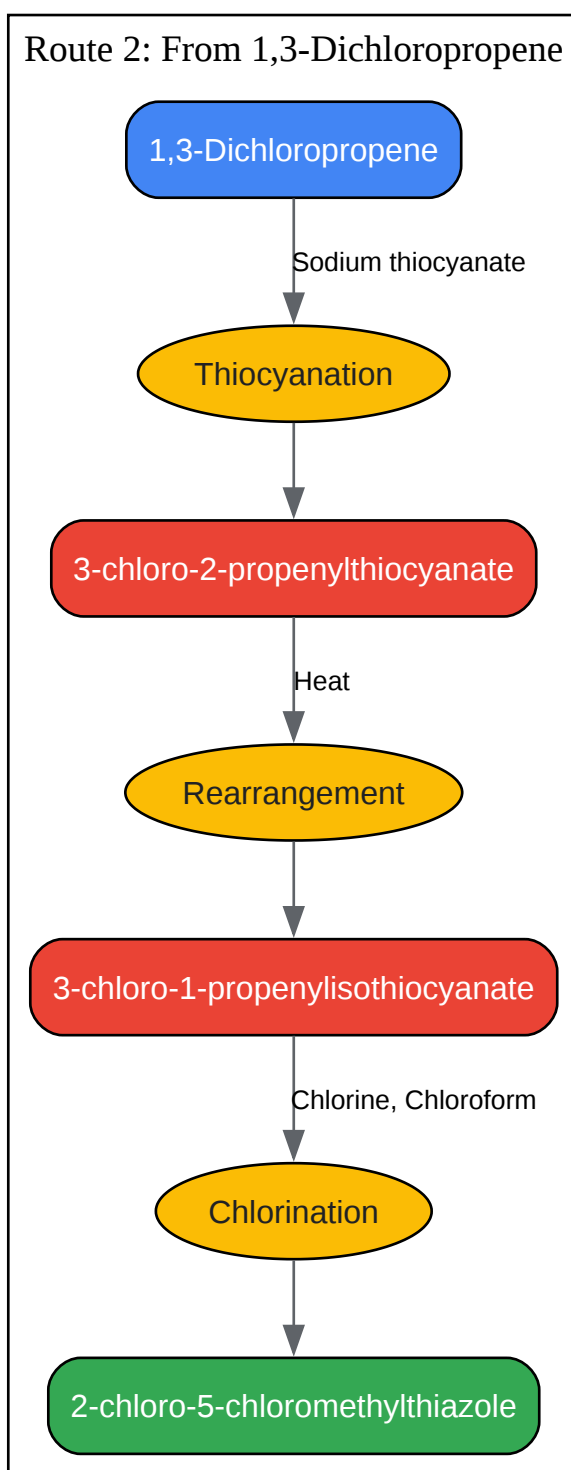 Route 2: From 1,3-Dichloropropene
1,3-Dichloropropene
Sodium thiocyanate
Thiocyanation
3-chloro-2-propenylthiocyanate
Heat
Rearrangement
3-chloro-1-propenylisothiocyanate
Chlorine, Chloroform
Chlorination
2-chloro-5-chloromethylthiazole